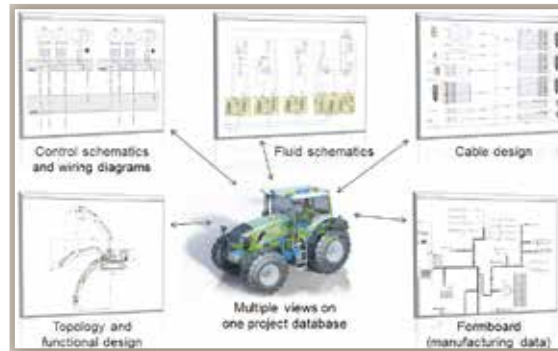 Control schematics
and wiring diagrams
Fluid schematics
Cable design
Topology and
functional design
Multiple views on
one project database
Formboard
(manufacturing data)